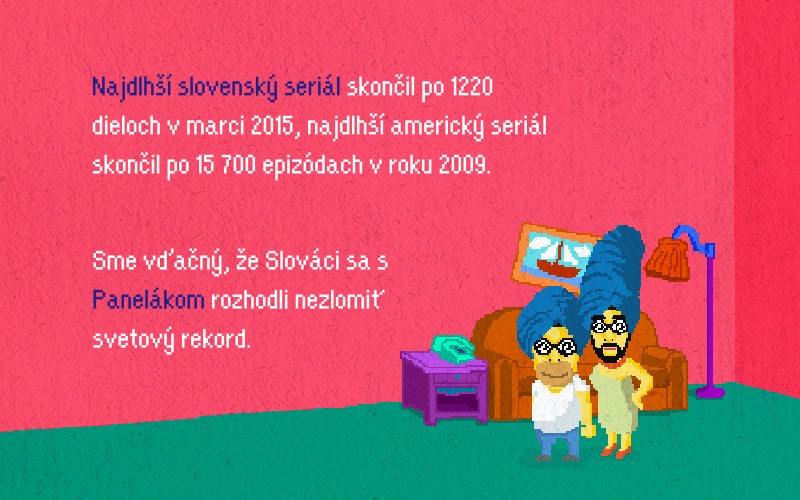 Najdlhší slovenský seriál skončil po 1220
dieloch v marci 2015, najdlhší americký seriál
skončil po 15 700 epizódach v roku 2009.
Sme vďačný, že Slováci sa s
Panelákom rozhodli nezlomiť
svetový rekord.